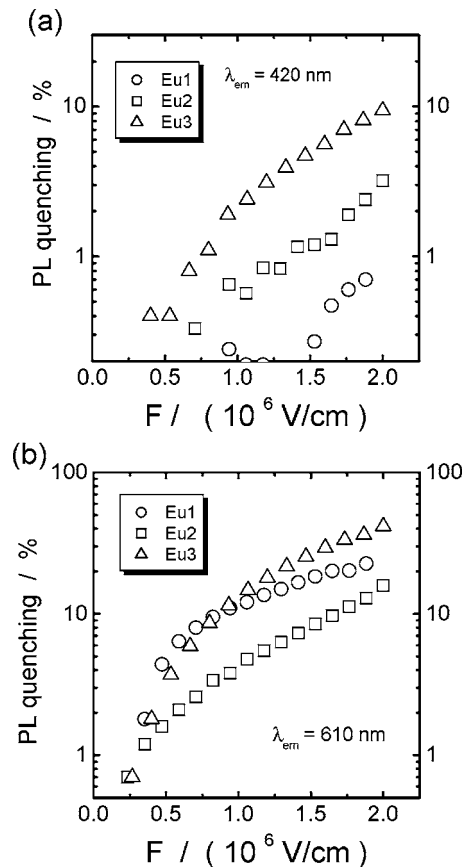 (a)
λem = 420 nm
Eu1
Eu2
Eu3
10
1
PL quenching / %
0.0 0.5 1.0 1.5 2.0
F / ( 10 6 V/cm)
(b)
100 100
Eu1
Eu2
Eu3
10 10
1 1
PL quenching / %
λem = 610 nm
0.0 0.5 1.0 1.5 2.0
F / ( 10 6 V/cm)